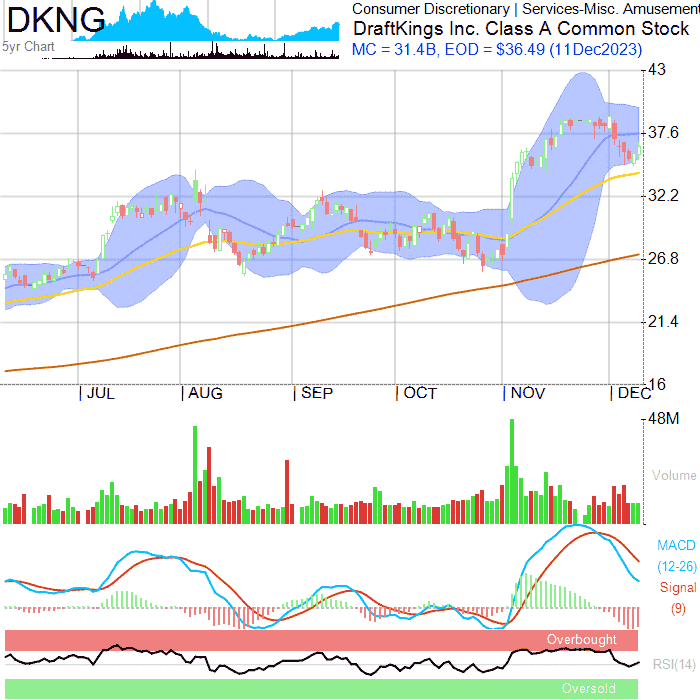 DKNG
5yr Chart
Consumer Discretionary | Services-Misc. Amusement
DraftKings Inc. Class A Common Stock
MC = 31.4B, EOD = $36.49 (11Dec2023)
43
37.6
32.2
26.8
21.4
16
| JUL | AUG | SEP | OCT | NOV | DEC
48M
Volume
MACD
(12-26)
Signal
(9)
Overbought
RSI(14)
Oversold